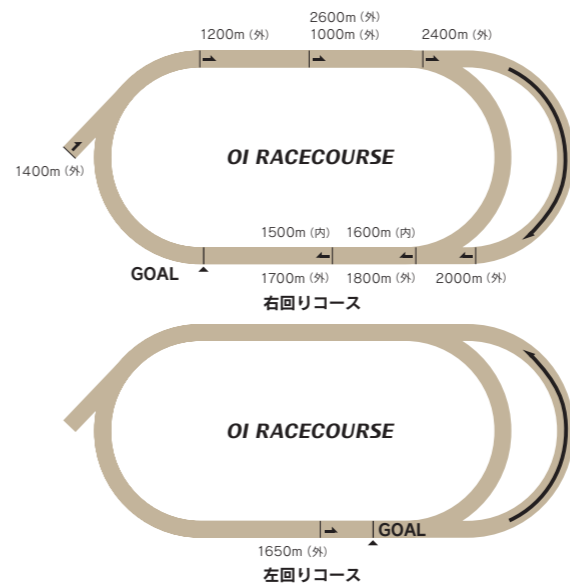 2600m (外)
1200m (外)
1000m (外)
2400m (外)
OI RACECOURSE
1400m (外)
1500m (内)
1600m (内)
GOAL
1700m (外)
1800m (外)
2000m (外)
右回りコース
OI RACECOURSE
GOAL
1650m (外)
左回りコース